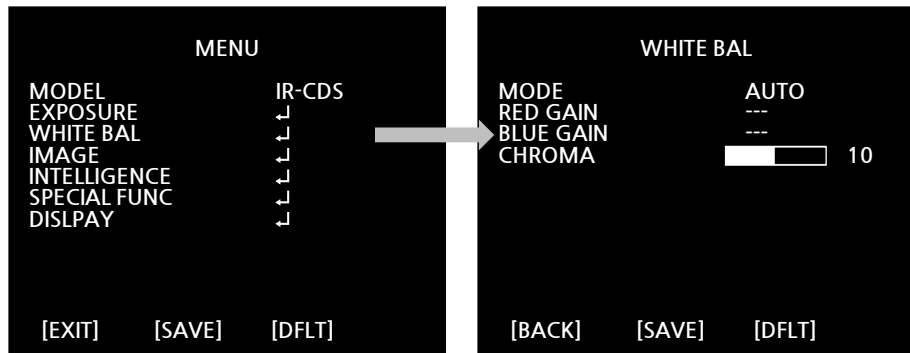 MENU
MODEL IR-CDS
EXPOSURE ↵
WHITE BAL ↵
IMAGE ↵
INTELLIGENCE ↵
SPECIAL FUNC ↵
DISLPAY ↵
[EXIT] [SAVE] [DFLT]
WHITE BAL
MODE AUTO
RED GAIN ---
BLUE GAIN ---
CHROMA 10
[BACK] [SAVE] [DFLT]